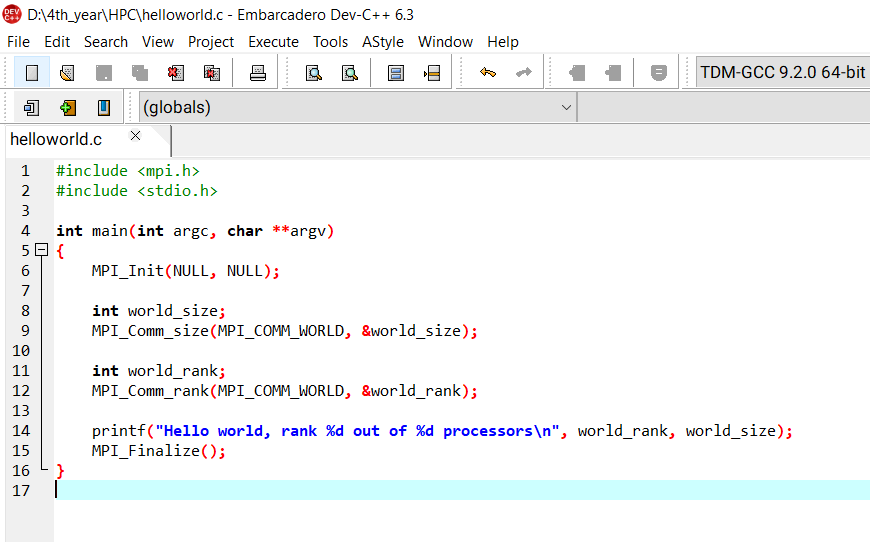 DEV C++ D:\4th_year\HPC\helloworld.c - Embarcadero Dev-C++ 6.3
File Edit Search View Project Execute Tools AStyle Window Help
TDM-GCC 9.2.0 64-bit
(globals)
helloworld.c
1 #include <mpi.h>
2 #include <stdio.h>
3
4 int main(int argc, char **argv)
5 {
6     MPI_Init(NULL, NULL);
7
8     int world_size;
9     MPI_Comm_size(MPI_COMM_WORLD, &world_size);
10
11     int world_rank;
12     MPI_Comm_rank(MPI_COMM_WORLD, &world_rank);
13
14     printf("Hello world, rank %d out of %d processors\n", world_rank, world_size);
15     MPI_Finalize();
16 }
17